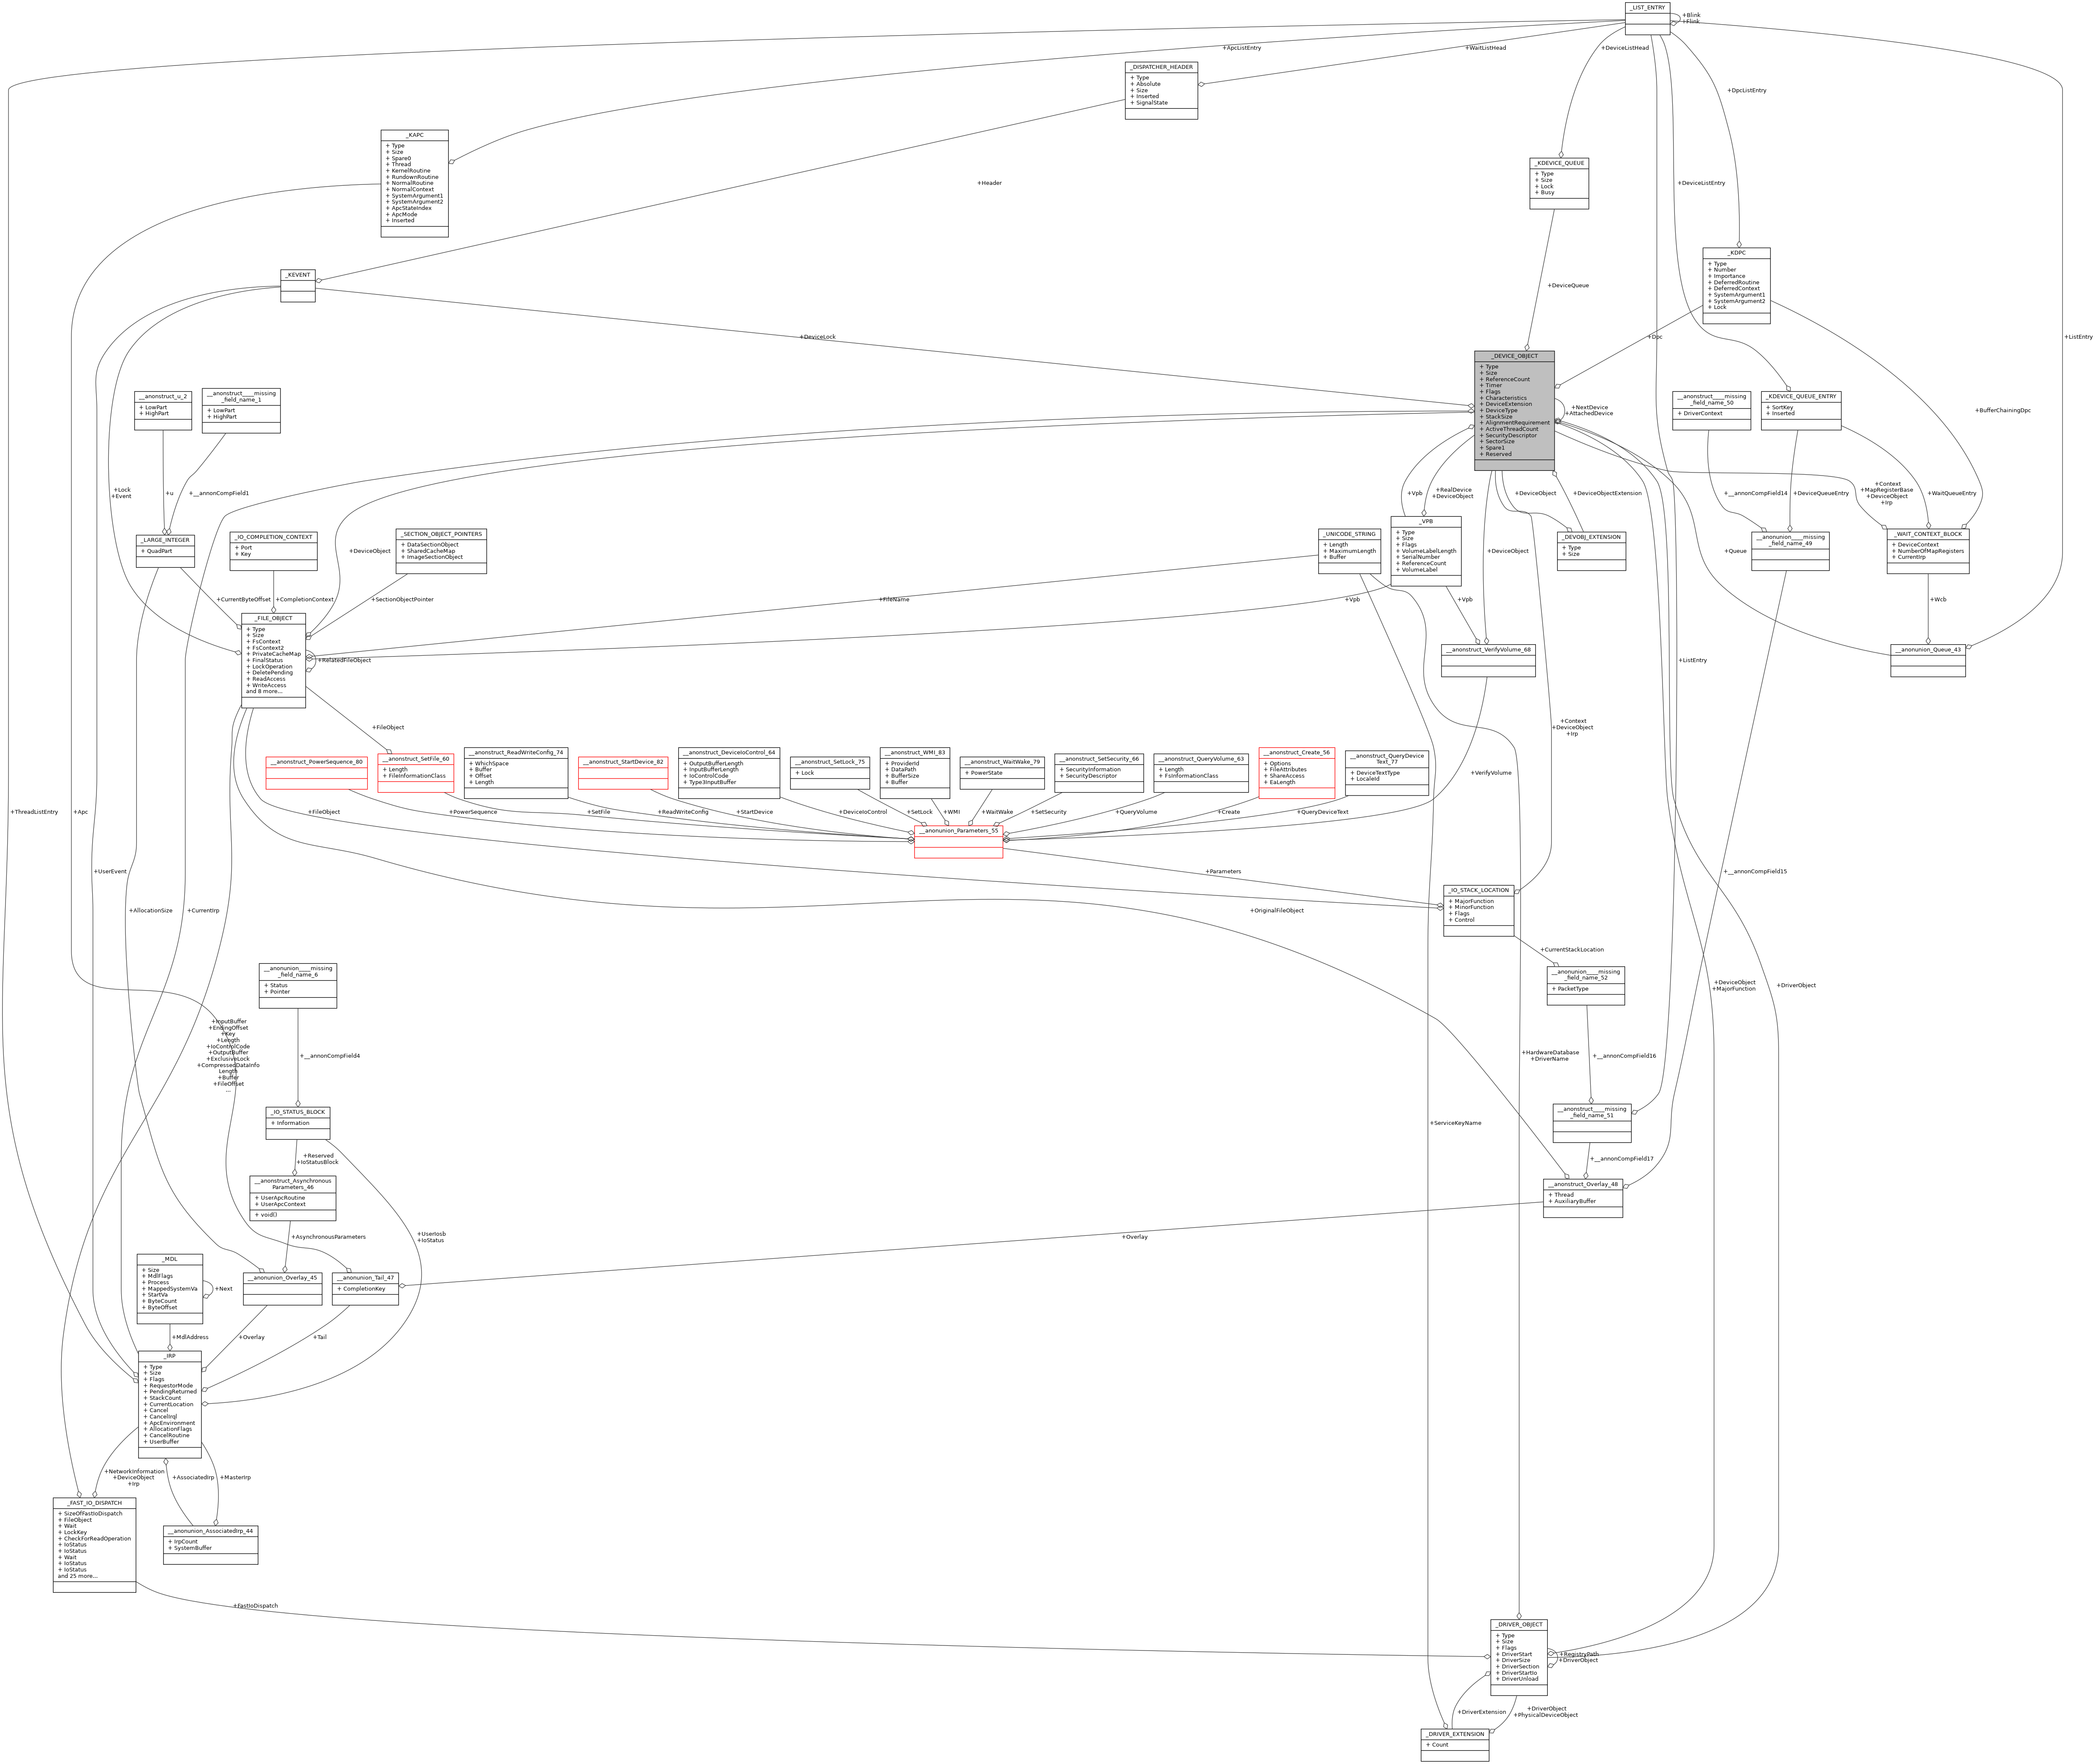 _LIST_ENTRY
+Blink
+Flink
+ApcListEntry
+WaitListHead
+DeviceListHead
_DISPATCHER_HEADER
+ Type
+ Absolute
+ Size
+ Inserted
+ SignalState
+DpcListEntry
_KAPC
+ Type
+ Size
+ Spare0
+ Thread
+ KernelRoutine
+ RundownRoutine
+ NormalRoutine
+ NormalContext
+ SystemArgument1
+ SystemArgument2
+ ApcStateIndex
+ ApcMode
+ Inserted
+Header
_KDEVICE_QUEUE
+ Type
+ Size
+ Lock
+ Busy
+DeviceListEntry
_KDPC
+ Type
+ Number
+ Importance
+ DeferredRoutine
+ DeferredContext
+ SystemArgument1
+ SystemArgument2
+ Lock
_KEVENT
+DeviceQueue
+DeviceLock
+Dpc
+ListEntry
_DEVICE_OBJECT
+ Type
+ Size
+ ReferenceCount
+ Timer
+ Flags
+ Characteristics
+ DeviceExtension
+ DeviceType
+ StackSize
+ AlignmentRequirement
+ ActiveThreadCount
+ SecurityDescriptor
+ SectorSize
+ Spare1
+ Reserved
+NextDevice
+AttachedDevice
__anonstruct_u_2
+ LowPart
+ HighPart
__anonstruct____missing
_field_name_1
+ LowPart
+ HighPart
__anonstruct____missing
_field_name_50
+ DriverContext
_KDEVICE_QUEUE_ENTRY
+ SortKey
+ Inserted
+BufferChainingDpc
+Lock
+Event
+u
+__annonCompField1
+Vpb
+RealDevice
+DeviceObject
+DeviceObject
+DeviceObjectExtension
+__annonCompField14
+DeviceQueueEntry
+Context
+MapRegisterBase
+DeviceObject
+Irp
+WaitQueueEntry
_LARGE_INTEGER
+ QuadPart
_IO_COMPLETION_CONTEXT
+ Port
+ Key
_SECTION_OBJECT_POINTERS
+ DataSectionObject
+ SharedCacheMap
+ ImageSectionObject
+DeviceObject
_UNICODE_STRING
+ Length
+ MaximumLength
+ Buffer
_VPB
+ Type
+ Size
+ Flags
+ VolumeLabelLength
+ SerialNumber
+ ReferenceCount
+ VolumeLabel
+DeviceObject
_DEVOBJ_EXTENSION
+ Type
+ Size
+Queue
__anonunion____missing
_field_name_49
_WAIT_CONTEXT_BLOCK
+ DeviceContext
+ NumberOfMapRegisters
+ CurrentIrp
+CurrentByteOffset
+CompletionContext
+SectionObjectPointer
+FileName
+Vpb
+Vpb
+Wcb
_FILE_OBJECT
+ Type
+ Size
+ FsContext
+ FsContext2
+ PrivateCacheMap
+ FinalStatus
+ LockOperation
+ DeletePending
+ ReadAccess
+ WriteAccess
and 8 more...
+RelatedFileObject
__anonstruct_VerifyVolume_68
+ListEntry
__anonunion_Queue_43
+FileObject
+Context
+DeviceObject
+Irp
__anonstruct_PowerSequence_80
__anonstruct_SetFile_60
+ Length
+ FileInformationClass
__anonstruct_ReadWriteConfig_74
+ WhichSpace
+ Buffer
+ Offset
+ Length
__anonstruct_StartDevice_82
__anonstruct_DeviceIoControl_64
+ OutputBufferLength
+ InputBufferLength
+ IoControlCode
+ Type3InputBuffer
__anonstruct_SetLock_75
+ Lock
__anonstruct_WMI_83
+ ProviderId
+ DataPath
+ BufferSize
+ Buffer
__anonstruct_WaitWake_79
+ PowerState
__anonstruct_SetSecurity_66
+ SecurityInformation
+ SecurityDescriptor
__anonstruct_QueryVolume_63
+ Length
+ FsInformationClass
__anonstruct_Create_56
+ Options
+ FileAttributes
+ ShareAccess
+ EaLength
__anonstruct_QueryDevice
Text_77
+ DeviceTextType
+ LocaleId
+VerifyVolume
+ThreadListEntry
+Apc
+FileObject
+PowerSequence
+SetFile
+ReadWriteConfig
+StartDevice
+DeviceIoControl
+SetLock
+WMI
+WaitWake
+SetSecurity
+QueryVolume
+Create
+QueryDeviceText
__anonunion_Parameters_55
+UserEvent
+Parameters
+__annonCompField15
_IO_STACK_LOCATION
+ MajorFunction
+ MinorFunction
+ Flags
+ Control
+AllocationSize
+CurrentIrp
+OriginalFileObject
+CurrentStackLocation
__anonunion____missing
_field_name_6
+ Status
+ Pointer
__anonunion____missing
_field_name_52
+ PacketType
+DeviceObject
+MajorFunction
+DriverObject
+InputBuffer
+EndingOffset
+Key
+Length
+IoControlCode
+OutputBuffer
+ExclusiveLock
+CompressedDataInfo
Length
+Buffer
+FileOffset
...
+__annonCompField4
+HardwareDatabase
+DriverName
+__annonCompField16
_IO_STATUS_BLOCK
+ Information
__anonstruct____missing
_field_name_51
+ServiceKeyName
+Reserved
+IoStatusBlock
+__annonCompField17
__anonstruct_Asynchronous
Parameters_46
+ UserApcRoutine
+ UserApcContext
+ void()
__anonstruct_Overlay_48
+ Thread
+ AuxiliaryBuffer
+AsynchronousParameters
+UserIosb
+IoStatus
+Overlay
_MDL
+ Size
+ MdlFlags
+ Process
+ MappedSystemVa
+ StartVa
+ ByteCount
+ ByteOffset
+Next
__anonunion_Overlay_45
__anonunion_Tail_47
+ CompletionKey
+MdlAddress
+Overlay
+Tail
_IRP
+ Type
+ Size
+ Flags
+ RequestorMode
+ PendingReturned
+ StackCount
+ CurrentLocation
+ Cancel
+ CancelIrql
+ ApcEnvironment
+ AllocationFlags
+ CancelRoutine
+ UserBuffer
+NetworkInformation
+DeviceObject
+Irp
+AssociatedIrp
+MasterIrp
_FAST_IO_DISPATCH
+ SizeOfFastIoDispatch
+ FileObject
+ Wait
+ LockKey
+ CheckForReadOperation
+ IoStatus
+ IoStatus
+ Wait
+ IoStatus
+ IoStatus
and 25 more...
__anonunion_AssociatedIrp_44
+ IrpCount
+ SystemBuffer
+FastIoDispatch
_DRIVER_OBJECT
+ Type
+ Size
+ Flags
+ DriverStart
+ DriverSize
+ DriverSection
+ DriverStartIo
+ DriverUnload
+RegistryPath
+DriverObject
+DriverExtension
+DriverObject
+PhysicalDeviceObject
_DRIVER_EXTENSION
+ Count